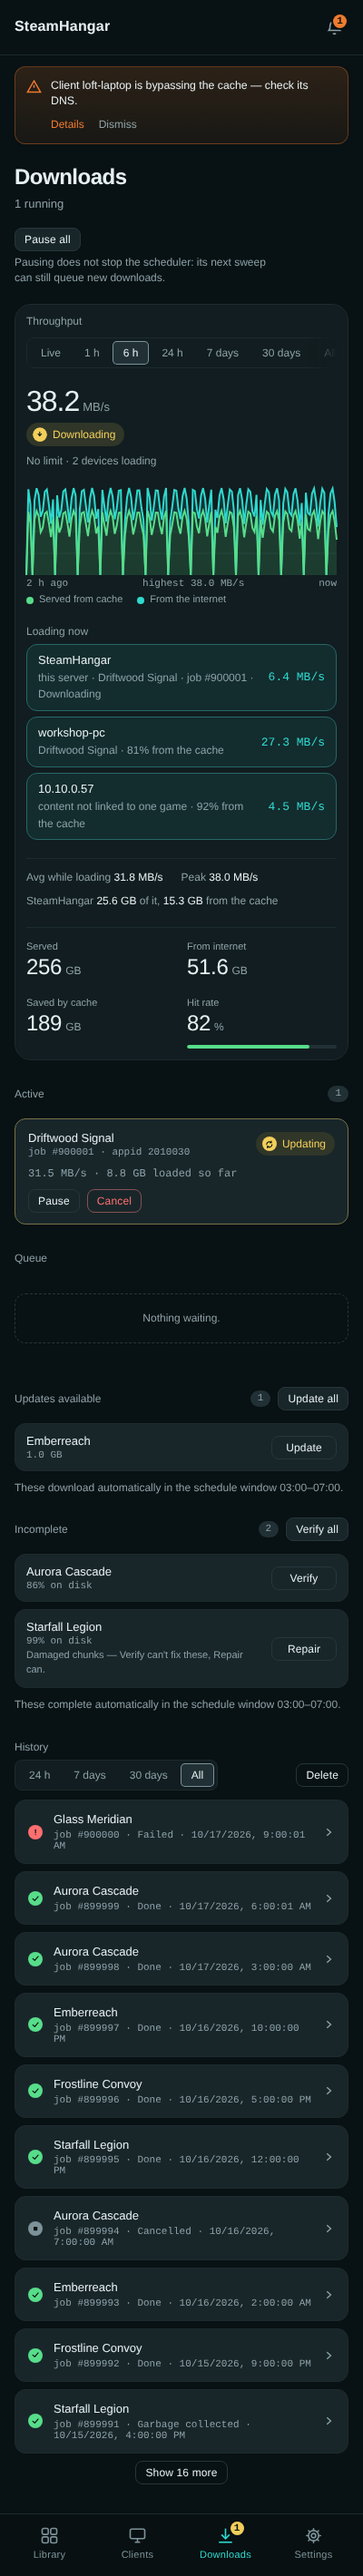 SteamHangar
1
Client loft-laptop is bypassing the cache — check its
DNS.
Details Dismiss
Downloads
1 running
Pause all
Pausing does not stop the scheduler: its next sweep
can still queue new downloads.
Throughput
Live 1 h 6 h 24 h 7 days 30 days
38.2 MB/s
Downloading
No limit · 2 devices loading
2 h ago highest 38.0 MB/s now
Served from cache From the internet
Loading now
SteamHangar
this server · Driftwood Signal · job #900001 ·
Downloading
6.4 MB/s
workshop-pc
Driftwood Signal · 81% from the cache
27.3 MB/s
10.10.0.57
content not linked to one game · 92% from
the cache
4.5 MB/s
Avg while loading 31.8 MB/s Peak 38.0 MB/s
SteamHangar 25.6 GB of it, 15.3 GB from the cache
Served From internet
256 GB 51.6 GB
Saved by cache Hit rate
189 GB 82 %
Active 1
Driftwood Signal
job #900001 · appid 2010030
Updating
31.5 MB/s · 8.8 GB loaded so far
Pause Cancel
Queue
Nothing waiting.
Updates available 1 Update all
Emberreach
1.0 GB
Update
These download automatically in the schedule window 03:00–07:00.
Incomplete 2 Verify all
Aurora Cascade
86% on disk
Verify
Starfall Legion
99% on disk
Damaged chunks — Verify can't fix these, Repair
can.
Repair
These complete automatically in the schedule window 03:00–07:00.
History
24 h 7 days 30 days All Delete
Glass Meridian
job #900000 · Failed · 10/17/2026, 9:00:01
AM
Aurora Cascade
job #899999 · Done · 10/17/2026, 6:00:01 AM
Aurora Cascade
job #899998 · Done · 10/17/2026, 3:00:00 AM
Emberreach
job #899997 · Done · 10/16/2026, 10:00:00
PM
Frostline Convoy
job #899996 · Done · 10/16/2026, 5:00:00 PM
Starfall Legion
job #899995 · Done · 10/16/2026, 12:00:00
PM
Aurora Cascade
job #899994 · Cancelled · 10/16/2026,
7:00:00 AM
Emberreach
job #899993 · Done · 10/16/2026, 2:00:00 AM
Frostline Convoy
job #899992 · Done · 10/15/2026, 9:00:00 PM
Starfall Legion
job #899991 · Garbage collected ·
10/15/2026, 4:00:00 PM
Show 16 more
1
Library Clients Downloads Settings